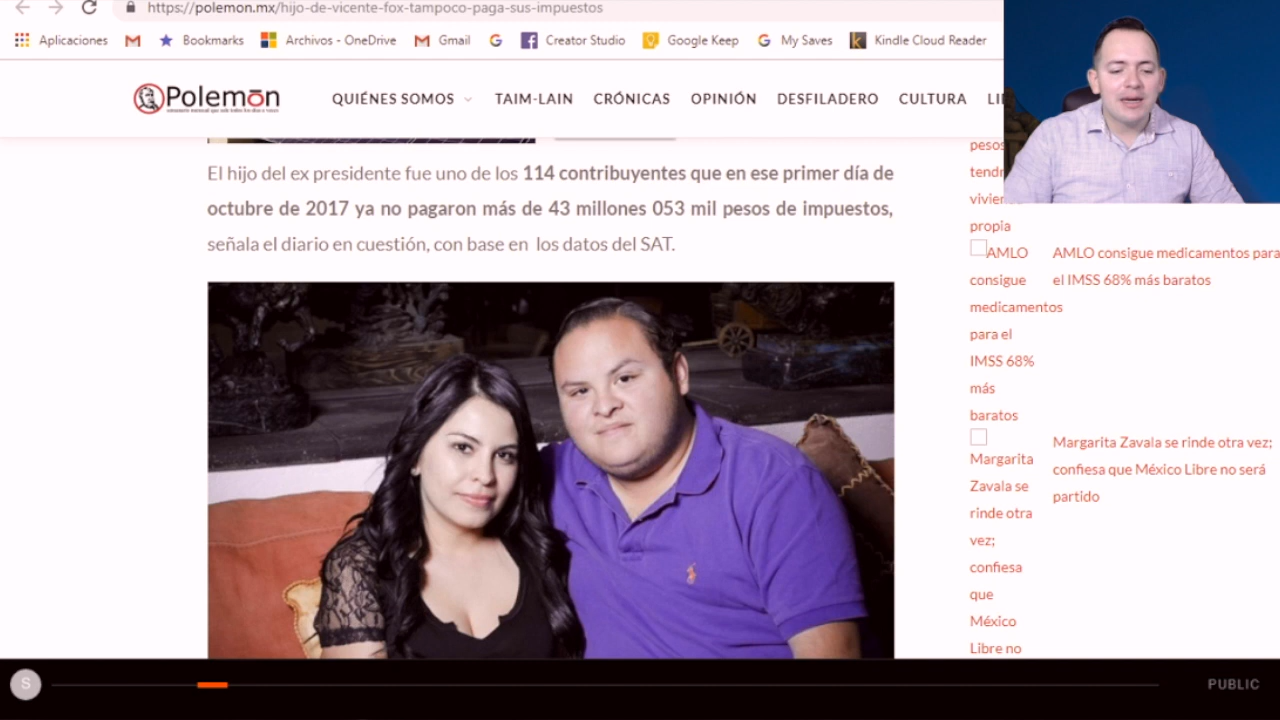 https://polemon.mx/hijo-de-vicente-fox-tampoco-paga-sus-impuestos
Aplicaciones Bookmarks Archivos - OneDrive Gmail Creator Studio Google Keep My Saves Kindle Cloud Reader
Polemōn
QUIÉNES SOMOS TAIM-LAIN CRÓNICAS OPINIÓN DESFILADERO CULTURA
El hijo del ex presidente fue uno de los 114 contribuyentes que en ese primer día de
octubre de 2017 ya no pagaron más de 43 millones 053 mil pesos de impuestos,
señala el diario en cuestión, con base en los datos del SAT.
pesos
propia
AMLO
consigue
medicamentos
para el
IMSS 68%
más
baratos
AMLO consigue medicamentos para
el IMSS 68% más baratos
Margarita
Zavala se
rinde otra
vez;
confiesa
que
México
Libre no
Margarita Zavala se rinde otra vez;
confiesa que México Libre no será
partido
S
PUBLIC